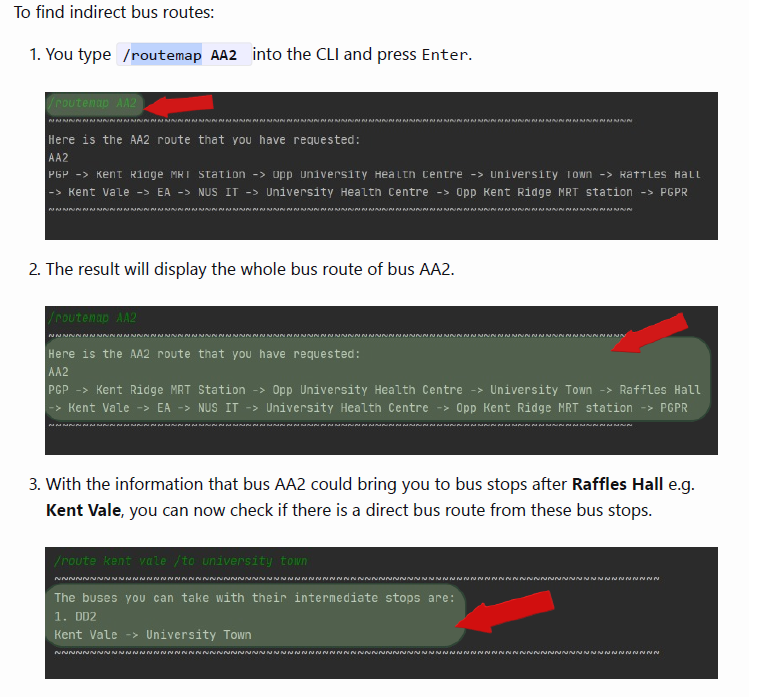 To find indirect bus routes:
1. You type /routemap AA2 into the CLI and press Enter.
/routemap AA2
~~~~~~~~~~~~~~~~~~~~~~~~~~~~~~~~~~~~~~~~~~~~~~~~~~~~~~~~~~~~~~~~~~~~~~~~~~~~~~~~
Here is the AA2 route that you have requested:
AA2
PGP -> Kent Ridge MRT Station -> Opp University Health Centre -> University Town -> Raffles Hall
-> Kent Vale -> EA -> NUS IT -> University Health Centre -> Opp Kent Ridge MRT station -> PGPR
~~~~~~~~~~~~~~~~~~~~~~~~~~~~~~~~~~~~~~~~~~~~~~~~~~~~~~~~~~~~~~~~~~~~~~~~~~~~~~~~
2. The result will display the whole bus route of bus AA2.
/routemap AA2
~~~~~~~~~~~~~~~~~~~~~~~~~~~~~~~~~~~~~~~~~~~~~~~~~~~~~~~~~~~~~~~~~~~~~~~~~~~~~~~~
Here is the AA2 route that you have requested:
AA2
PGP -> Kent Ridge MRT Station -> Opp University Health Centre -> University Town -> Raffles Hall
-> Kent Vale -> EA -> NUS IT -> University Health Centre -> Opp Kent Ridge MRT station -> PGPR
~~~~~~~~~~~~~~~~~~~~~~~~~~~~~~~~~~~~~~~~~~~~~~~~~~~~~~~~~~~~~~~~~~~~~~~~~~~~~~~~
3. With the information that bus AA2 could bring you to bus stops after Raffles Hall e.g.
Kent Vale, you can now check if there is a direct bus route from these bus stops.
/route kent vale /to university town
~~~~~~~~~~~~~~~~~~~~~~~~~~~~~~~~~~~~~~~~~~~~~~~~~~~~~~~~~~~~~~~~~~~~~~~~~~~~~~~~
The buses you can take with their intermediate stops are:
1. DD2
Kent Vale -> University Town
~~~~~~~~~~~~~~~~~~~~~~~~~~~~~~~~~~~~~~~~~~~~~~~~~~~~~~~~~~~~~~~~~~~~~~~~~~~~~~~~